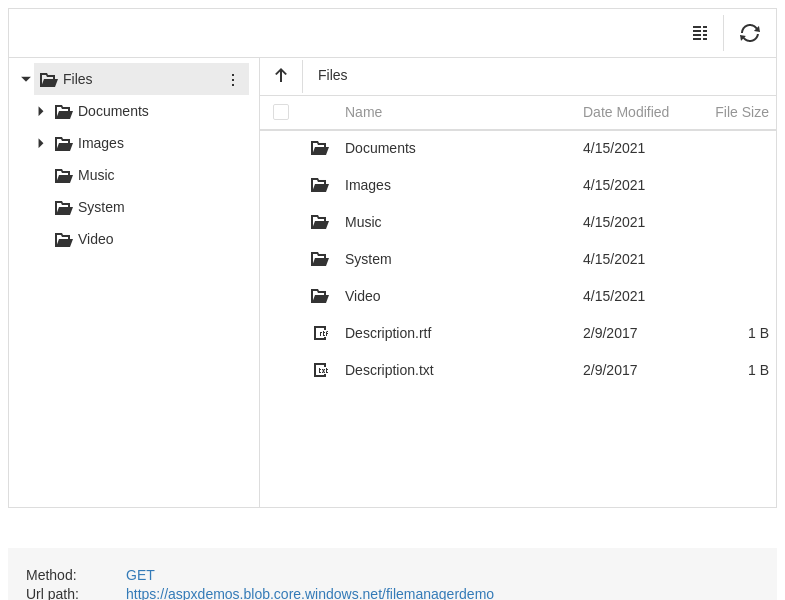 Files
Documents
Images
Music
System
Video
Files
Name Date Modified File Size
Documents 4/15/2021
Images 4/15/2021
Music 4/15/2021
System 4/15/2021
Video 4/15/2021
rtf Description.rtf 2/9/2017 1 B
txt Description.txt 2/9/2017 1 B
Method: GET
Url path: https://aspxdemos.blob.core.windows.net/filemanagerdemo